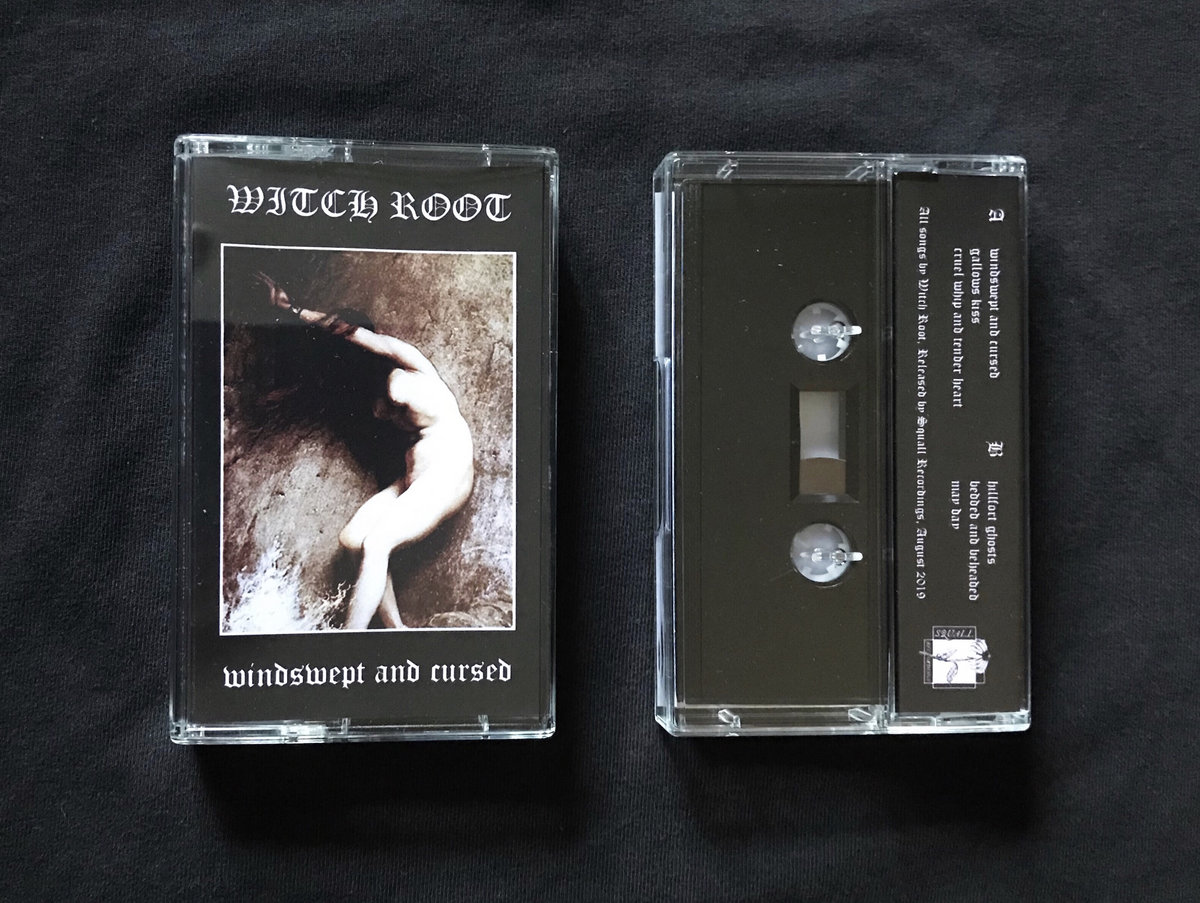 WITCH ROOT
windswept and cursed
A
windswept and cursed
gallows kiss
cruel whip and tender heart
B
hillfort ghosts
bedded and beheaded
may day
All songs by Witch Root. Released by Squall Recordings, August 2019
SQUALL